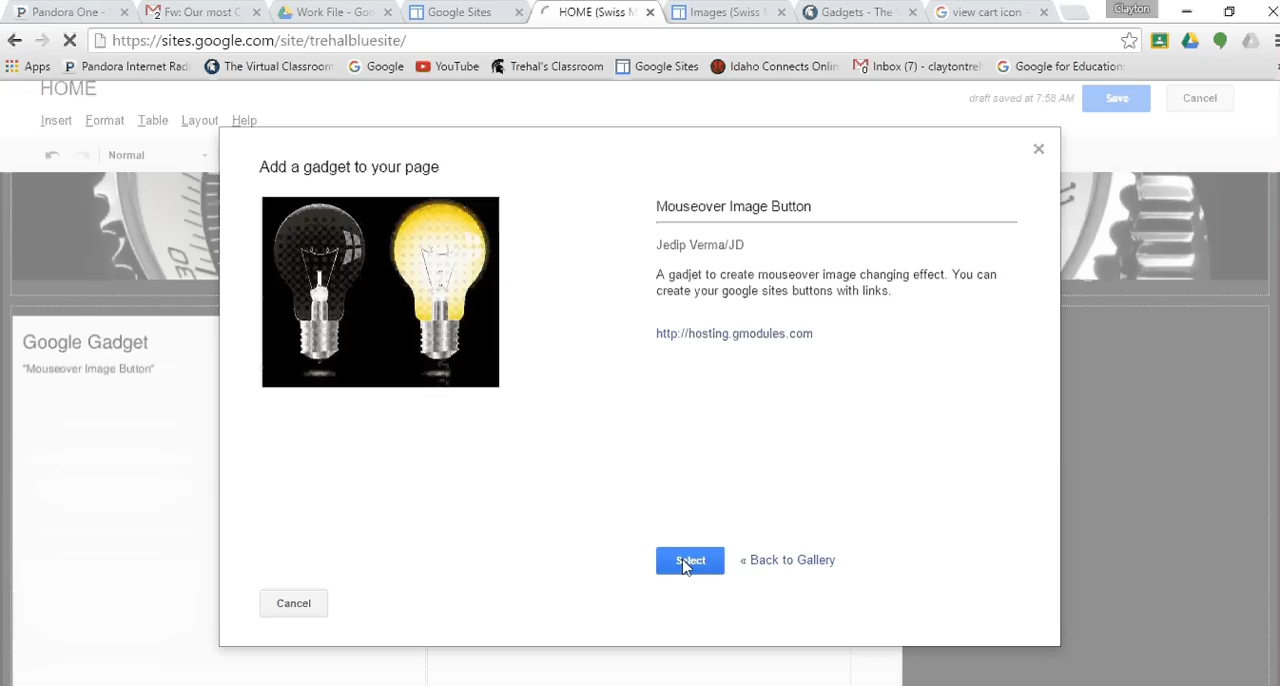 Pandora One -
Fw: Our most C
Work File - Goo
Google Sites
HOME (Swiss M
Images (Swiss
Gadgets - The V
view cart icon -
Clayton
https://sites.google.com/site/trehalbluesite/
Apps
Pandora Internet Rad
The Virtual Classroom
Google
YouTube
Trehal's Classroom
Google Sites
Idaho Connects Onlin
Inbox (7) - claytontreh
Google for Education
HOME
draft saved at 7:58 AM
Save
Cancel
Insert Format Table Layout Help
Normal
Add a gadget to your page
Mouseover Image Button
Jedip Verma/JD
A gadjet to create mouseover image changing effect. You can
create your google sites buttons with links.
http://hosting.gmodules.com
Google Gadget
"Mouseover Image Button"
30
Select
« Back to Gallery
Cancel